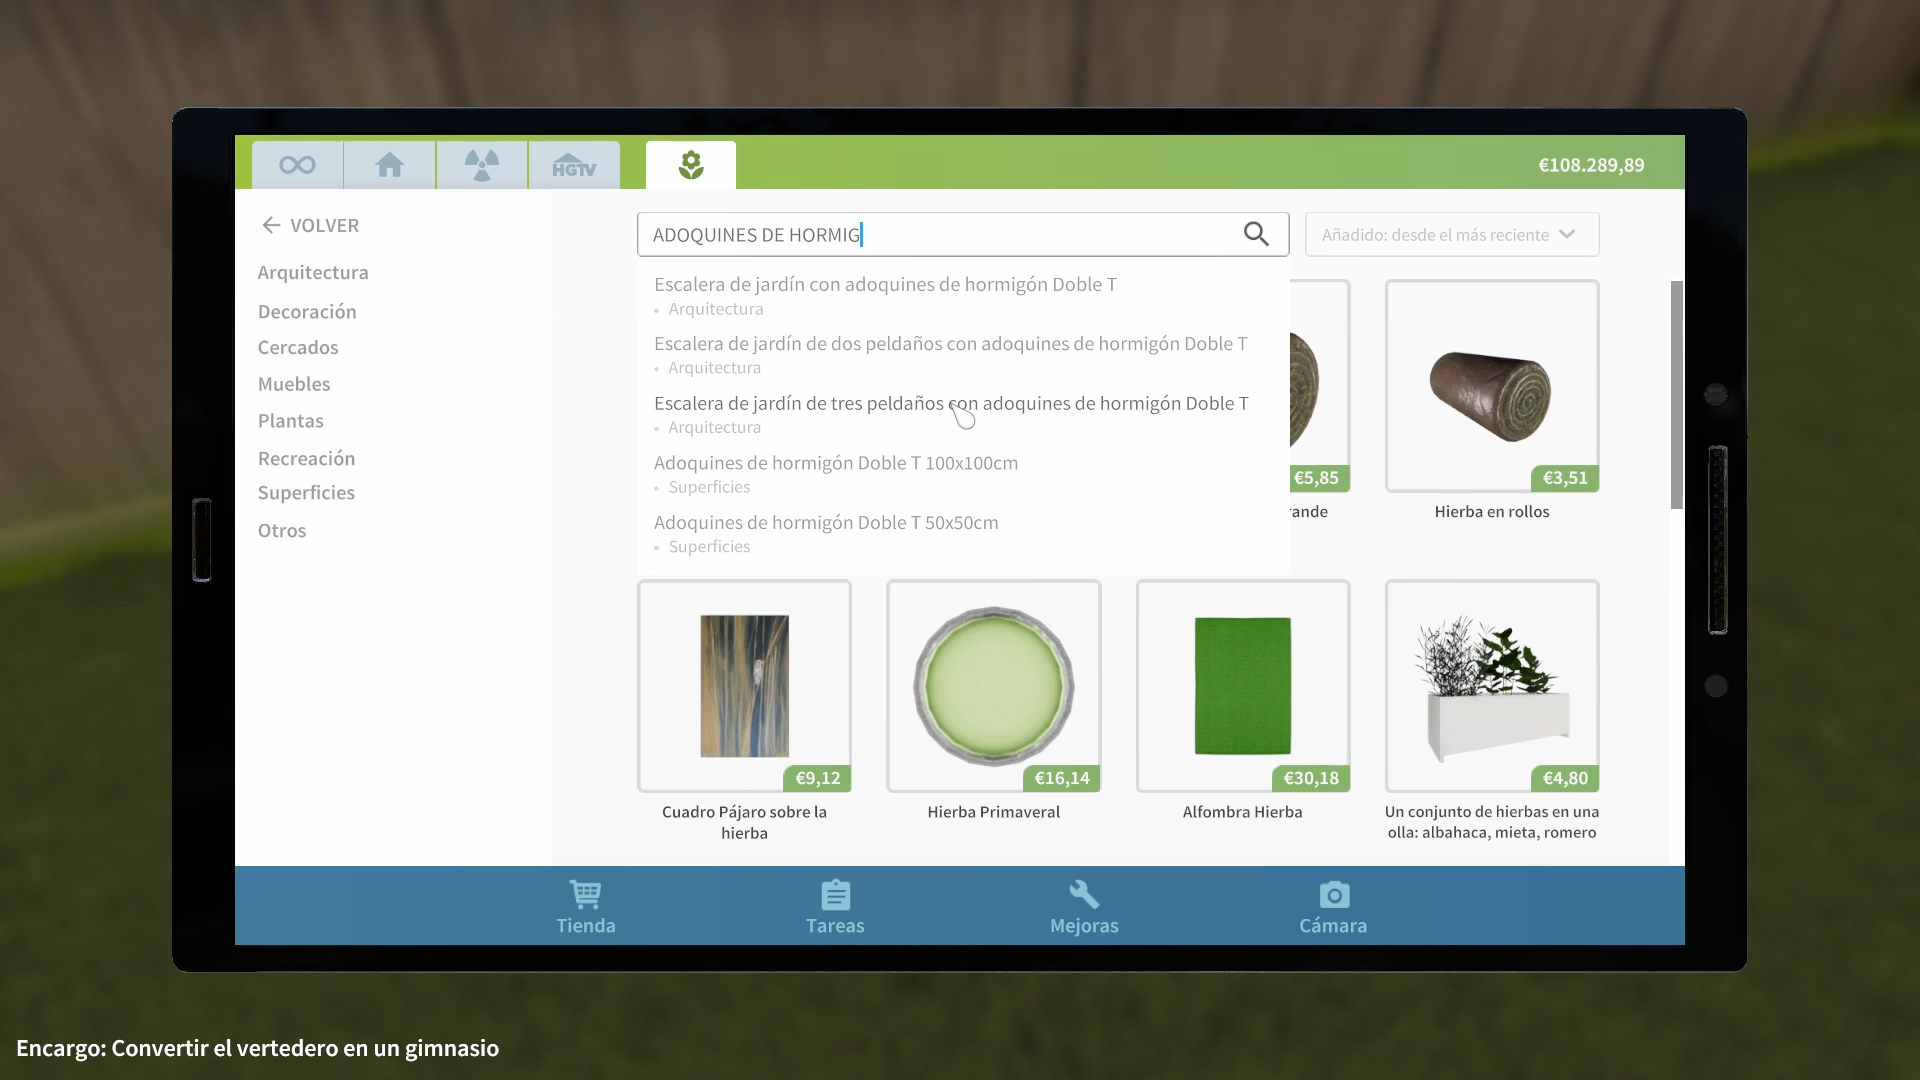 HGTV
€108.289,89
VOLVER
Arquitectura
Decoración
Cercados
Muebles
Plantas
Recreación
Superficies
Otros
ADOQUINES DE HORMIG
Añadido: desde el más reciente
Escalera de jardín con adoquines de hormigón Doble T
• Arquitectura
Escalera de jardín de dos peldaños con adoquines de hormigón Doble T
• Arquitectura
Escalera de jardín de tres peldaños con adoquines de hormigón Doble T
• Arquitectura
Adoquines de hormigón Doble T 100x100cm
• Superficies
Adoquines de hormigón Doble T 50x50cm
• Superficies
€5,85
rande
€3,51
Hierba en rollos
€9,12
Cuadro Pájaro sobre la
hierba
€16,14
Hierba Primaveral
€30,18
Alfombra Hierba
€4,80
Un conjunto de hierbas en una
olla: albahaca, mieta, romero
Tienda
Tareas
Mejoras
Cámara
Encargo: Convertir el vertedero en un gimnasio